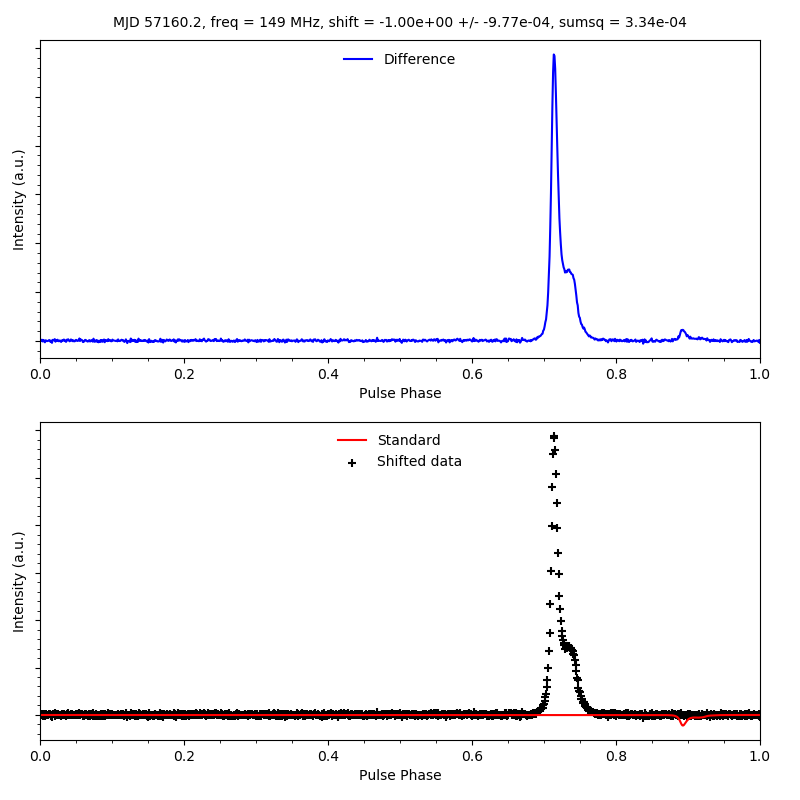 MJD 57160.2, freq = 149 MHz, shift = -1.00e+00 +/- -9.77e-04, sumsq = 3.34e-04
Difference
Intensity (a.u.)
0.0 0.2 0.4 0.6 0.8 1.0
Pulse Phase
Standard
Shifted data
Intensity (a.u.)
0.0 0.2 0.4 0.6 0.8 1.0
Pulse Phase